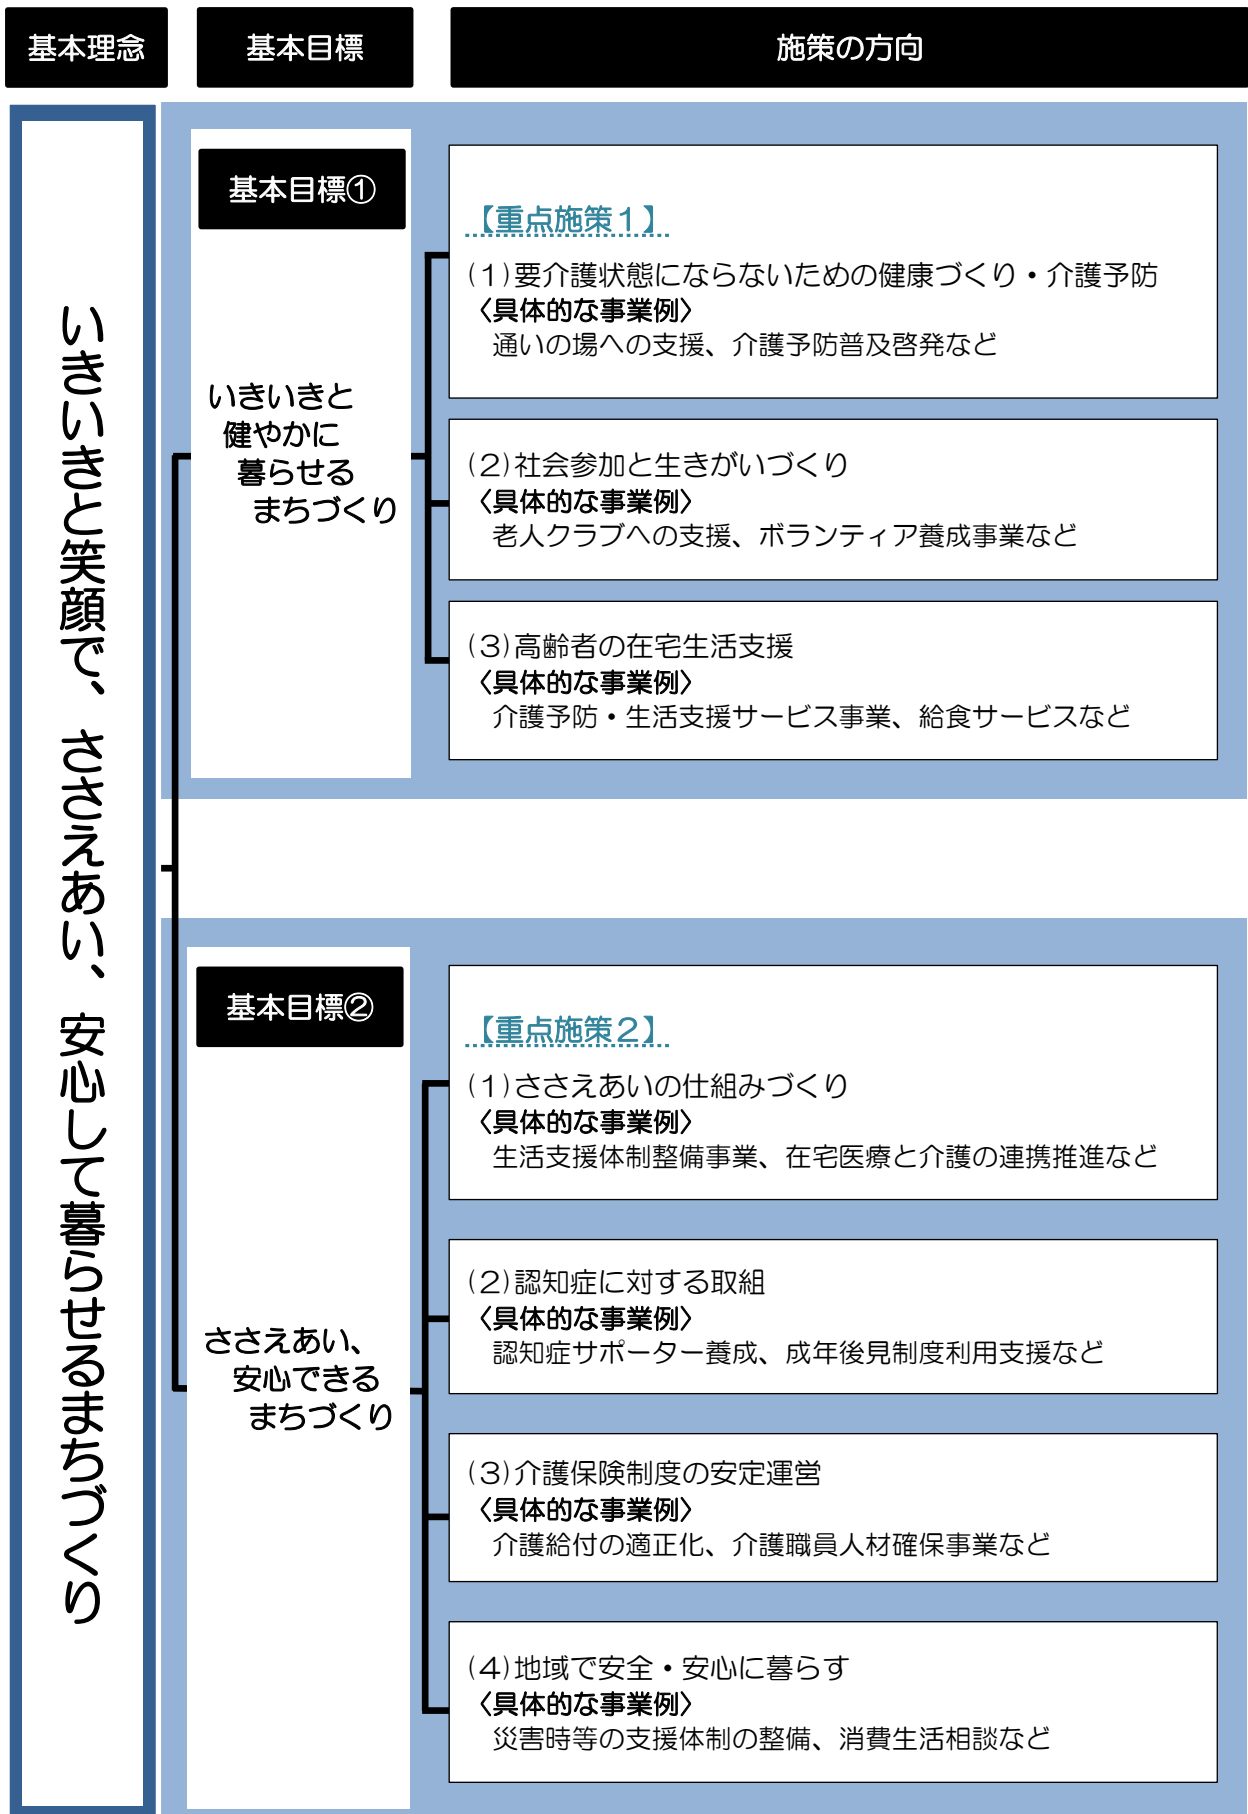 基本理念
基本目標
施策の方向
いきいきと笑顔で、ささえあい、安心して暮らせるまちづくり
基本目標①
いきいきと
健やかに
暮らせる
まちづくり
【重点施策１】
(１)要介護状態にならないための健康づくり・介護予防
〈具体的な事業例〉
通いの場への支援、介護予防普及啓発など
(２)社会参加と生きがいづくり
〈具体的な事業例〉
老人クラブへの支援、ボランティア養成事業など
(３)高齢者の在宅生活支援
〈具体的な事業例〉
介護予防・生活支援サービス事業、給食サービスなど
基本目標②
ささえあい、
安心できる
まちづくり
【重点施策２】
(１)ささえあいの仕組みづくり
〈具体的な事業例〉
生活支援体制整備事業、在宅医療と介護の連携推進など
(２)認知症に対する取組
〈具体的な事業例〉
認知症サポーター養成、成年後見制度利用支援など
(３)介護保険制度の安定運営
〈具体的な事業例〉
介護給付の適正化、介護職員人材確保事業など
(４)地域で安全・安心に暮らす
〈具体的な事業例〉
災害時等の支援体制の整備、消費生活相談など